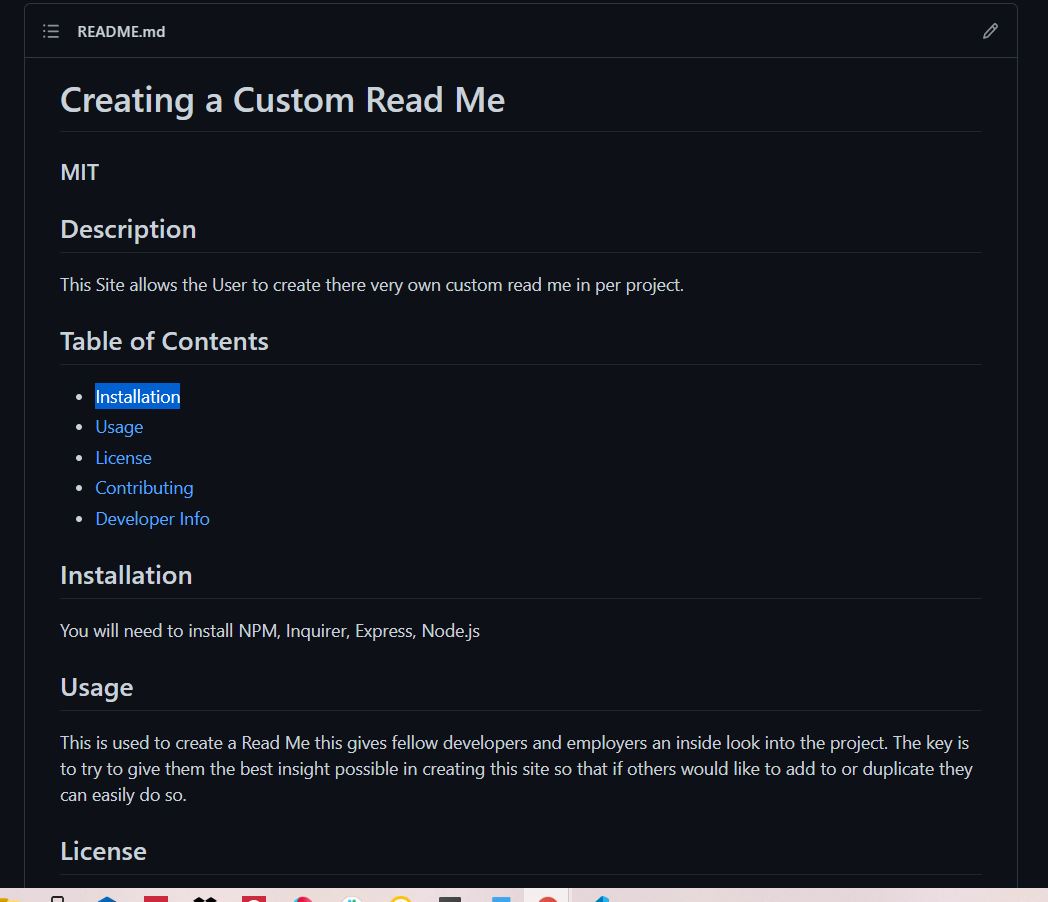 README.md
Creating a Custom Read Me
MIT
Description
This Site allows the User to create there very own custom read me in per project.
Table of Contents
Installation
Usage
License
Contributing
Developer Info
Installation
You will need to install NPM, Inquirer, Express, Node.js
Usage
This is used to create a Read Me this gives fellow developers and employers an inside look into the project. The key is
to try to give them the best insight possible in creating this site so that if others would like to add to or duplicate they
can easily do so.
License